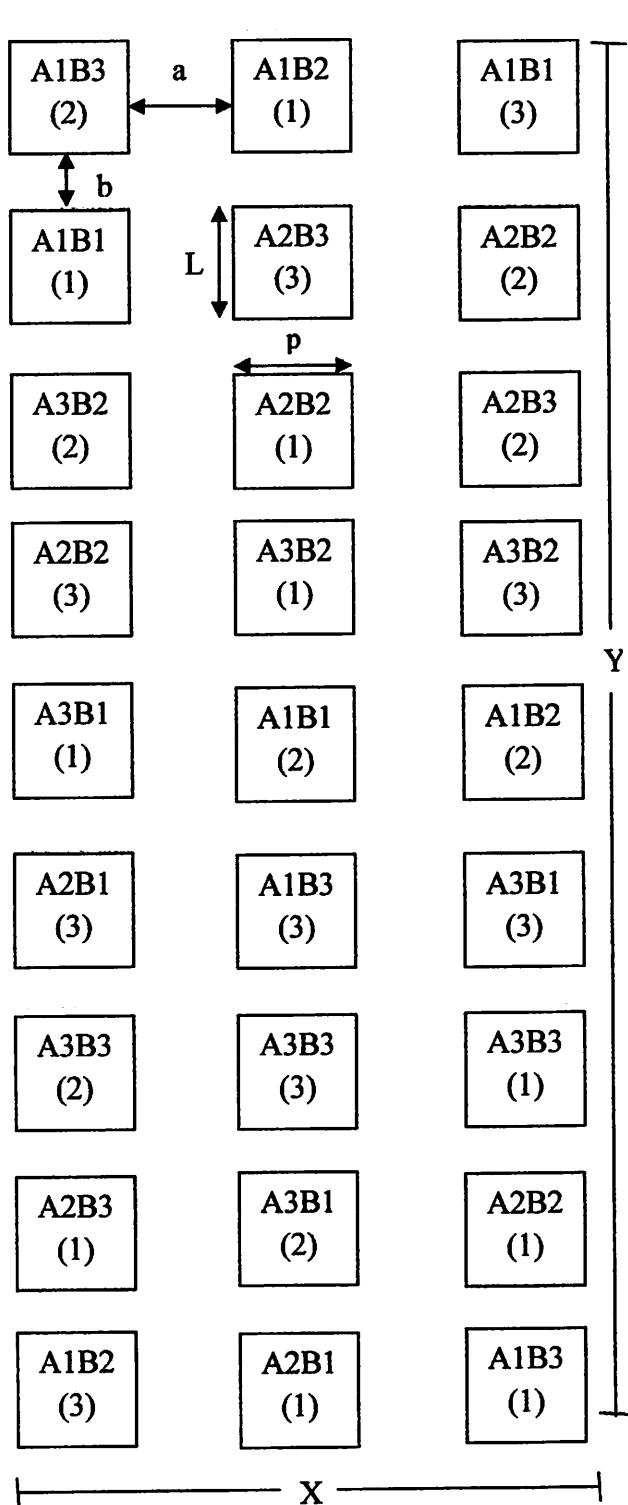 A1B3 a A1B2 A1B1
(2) (1) (3)
b
A1B1 L A2B3 A2B2
(1) (3) (2)
p
A3B2 A2B2 A2B3
(2) (1) (2)
A2B2 A3B2 A3B2
(3) (1) (3)
Y
A3B1 A1B1 A1B2
(1) (2) (2)
A2B1 A1B3 A3B1
(3) (3) (3)
A3B3 A3B3 A3B3
(2) (3) (1)
A2B3 A3B1 A2B2
(1) (2) (1)
A1B2 A2B1 A1B3
(3) (1) (1)
X